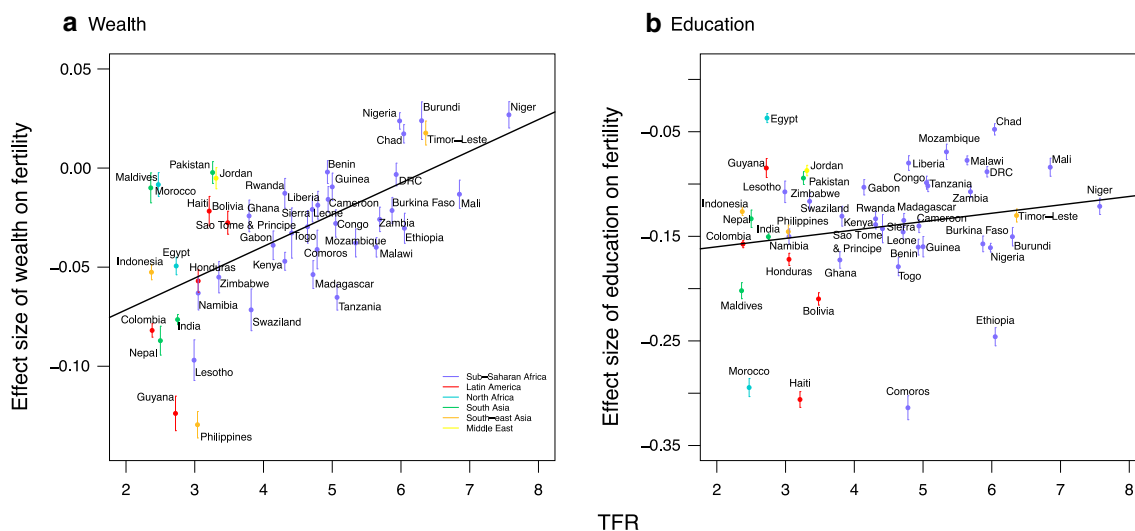 a Wealth
Effect size of wealth on fertility
0.05
0.00
−0.05
−0.10
Nigeria
Burundi
Niger
Chad
Timor−Leste
Pakistan
Jordan
Maldives
Morocco
Benin
Guinea
DRC
Rwanda
Liberia
Haiti
Bolivia
Ghana
Cameroon
Burkina Faso
Mali
Sao Tome & Principe
Sierra Leone
Togo
Congo
Zambia
Gabon
Mozambique
Ethiopia
Egypt
Kenya
Comoros
Malawi
Indonesia
Honduras
Zimbabwe
Madagascar
Namibia
Tanzania
Colombia
India
Swaziland
Nepal
Lesotho
Guyana
Philippines
Sub−Saharan Africa
Latin America
North Africa
South Asia
South−east Asia
Middle East
2 3 4 5 6 7 8
b Education
Effect size of education on fertility
−0.05
−0.15
−0.25
−0.35
Egypt
Chad
Mozambique
Guyana
Jordan
Liberia
Malawi
Mali
DRC
Lesotho
Pakistan
Congo
Tanzania
Zimbabwe
Gabon
Zambia
Niger
Indonesia
Swaziland
Madagascar
Timor−Leste
Nepal
Philippines
Rwanda
Cameroon
Kenya
India
Sierra
Leone
Colombia
Namibia
Sao Tome
& Principe
Burkina Faso
Guinea
Burundi
Benin
Nigeria
Honduras
Ghana
Togo
Maldives
Bolivia
Ethiopia
Morocco
Haiti
Comoros
2 3 4 5 6 7 8
TFR